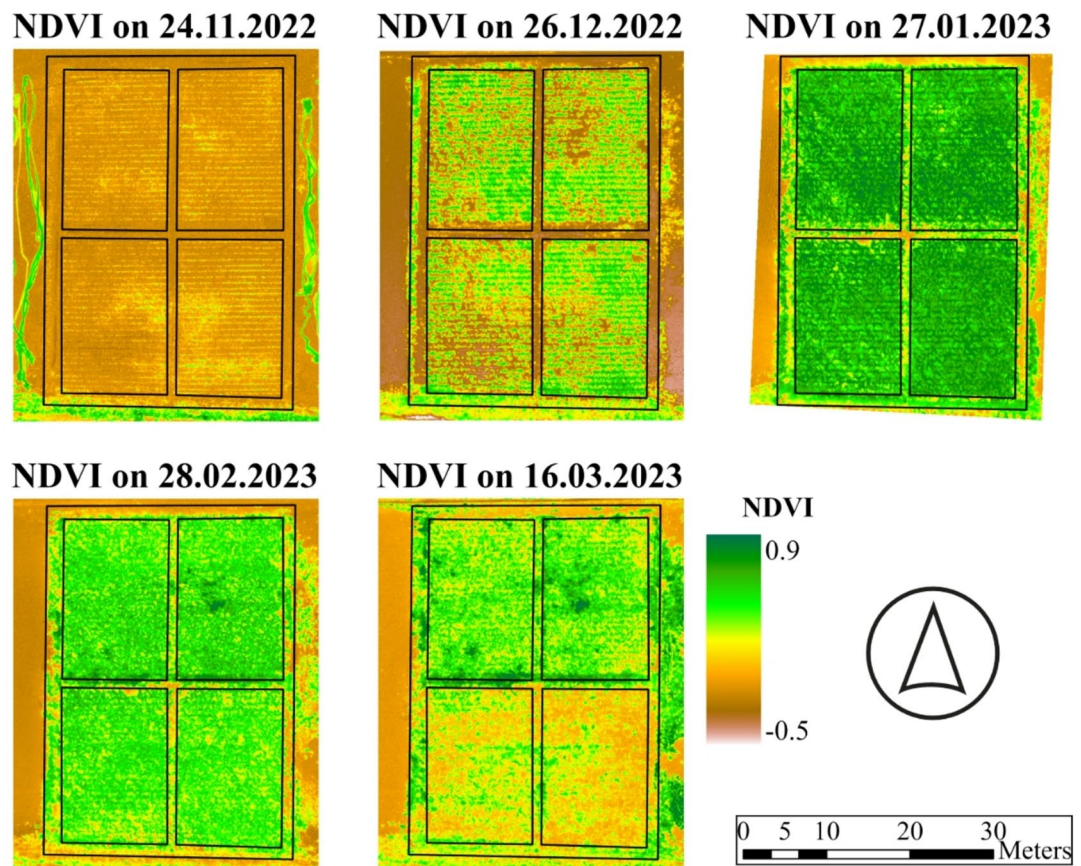 NDVI on 24.11.2022
NDVI on 26.12.2022
NDVI on 27.01.2023
NDVI on 28.02.2023
NDVI on 16.03.2023
NDVI
0.9
-0.5
0 5 10 20 30
Meters